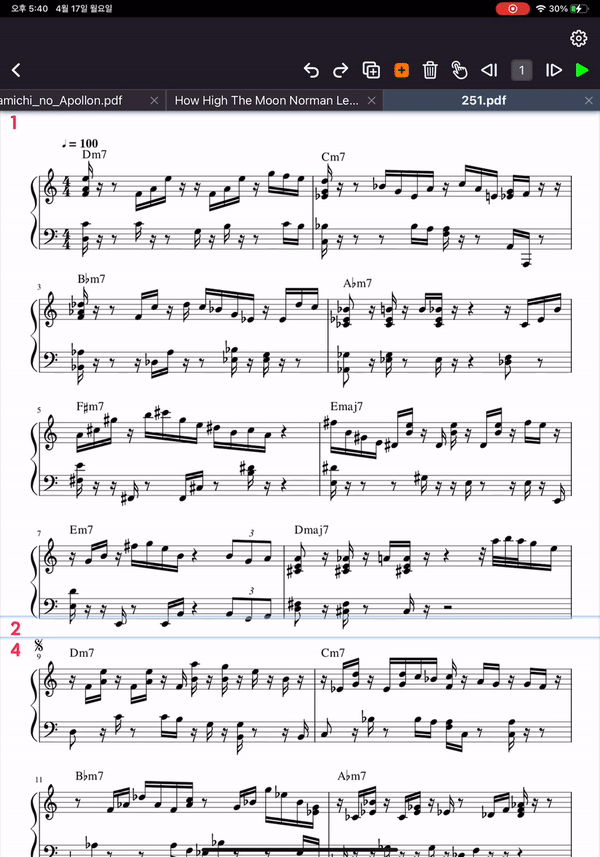 오후 5:40 4월 17일 월요일 30%
1
amichi_no_Apollon.pdf × How High The Moon Norman Le... × 251.pdf ×
1
♩ = 100
Dm7 Cm7
3
B♭m7 A♭m7
5
F♯m7 Emaj7
7
Em7 Dmaj7
3
3
2
4
9
Dm7 Cm7
11
B♭m7 A♭m7